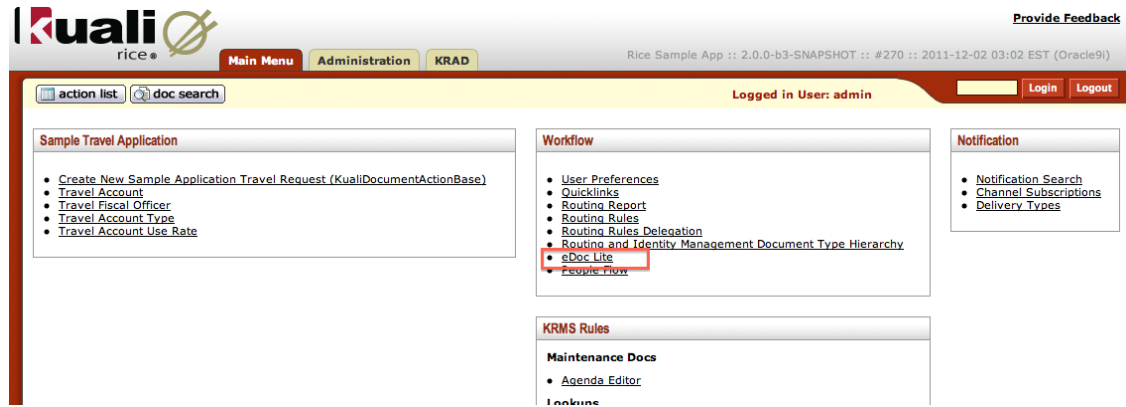 Kuali
rice
Provide Feedback
Main Menu
Administration
KRAD
Rice Sample App :: 2.0.0-b3-SNAPSHOT :: #270 :: 2011-12-02 03:02 EST (Oracle9i)
action list
doc search
Logged in User: admin
Login
Logout
Sample Travel Application
Create New Sample Application Travel Request (KualiDocumentActionBase)
Travel Account
Travel Fiscal Officer
Travel Account Type
Travel Account Use Rate
Workflow
User Preferences
Quicklinks
Routing Report
Routing Rules
Routing Rules Delegation
Routing and Identity Management Document Type Hierarchy
eDoc Lite
People Flow
Notification
Notification Search
Channel Subscriptions
Delivery Types
KRMS Rules
Maintenance Docs
Agenda Editor
Lookups